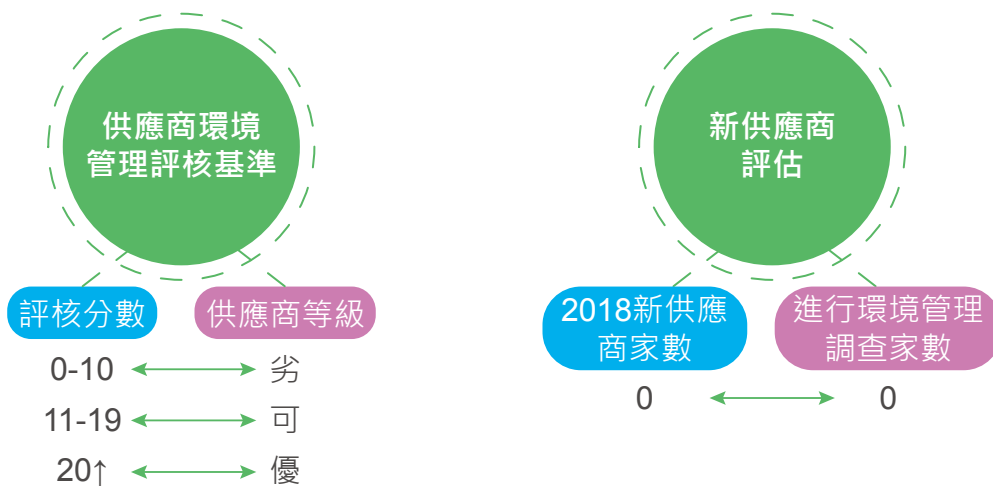 供應商環境
管理評核基準
評核分數 供應商等級
0-10 劣
11-19 可
20↑ 優
新供應商
評估
2018新供應
商家數
進行環境管理
調查家數
0 0